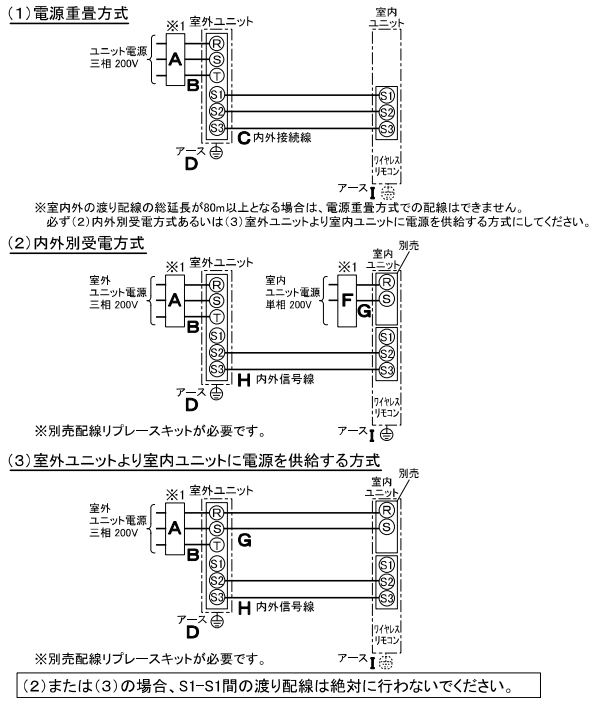 (1)電源重畳方式
室内
ユニット
※1 室外ユニット
ユニット電源
三相 200V
A
B
R
S
T
S1
S2
S3
S1
S2
S3
C 内外接続線
アース
D
ワイヤレス
リモコン
アース I
※室内外の渡り配線の総延長が80m以上となる場合は、電源重畳方式での配線はできません。
必ず(2)内外別受電方式あるいは(3)室外ユニットより室内ユニットに電源を供給する方式にしてください。
(2)内外別受電方式
※1 室外ユニット
室外
ユニット電源
三相 200V
A
B
R
S
T
S1
S2
S3
※1
室内
ユニット
別売
室内
ユニット電源
単相 200V
F
G
R
S
S1
S2
S3
H 内外信号線
アース
D
ワイヤレス
リモコン
アース I
※別売配線リプレースキットが必要です。
(3)室外ユニットより室内ユニットに電源を供給する方式
※1 室外ユニット
室内
ユニット
別売
室外
ユニット電源
三相 200V
A
B
R
S
T
S1
S2
S3
G
R
S
S1
S2
S3
H 内外信号線
アース
D
ワイヤレス
リモコン
アース I
※別売配線リプレースキットが必要です。
(2)または(3)の場合、S1-S1間の渡り配線は絶対に行わないでください。